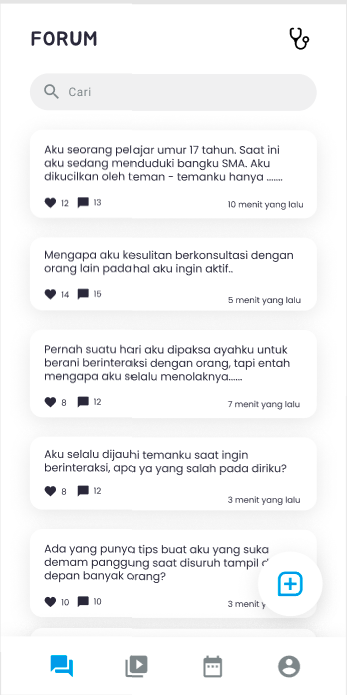 FORUM
Cari
Aku seorang pelajar umur 17 tahun. Saat ini
aku sedang menduduki bangku SMA. Aku
dikucilkan oleh teman - temanku hanya .......
12 13 10 menit yang lalu
Mengapa aku kesulitan berkonsultasi dengan
orang lain padahal aku ingin aktif..
14 15 5 menit yang lalu
Pernah suatu hari aku dipaksa ayahku untuk
berani berinteraksi dengan orang, tapi entah
mengapa aku selalu menolaknya......
8 12 7 menit yang lalu
Aku selalu dijauhi temanku saat ingin
berinteraksi, apa ya yang salah pada diriku?
8 12 3 menit yang lalu
Ada yang punya tips buat aku yang suka
demam panggung saat disuruh tampil
depan banyak orang?
10 10 3 menit